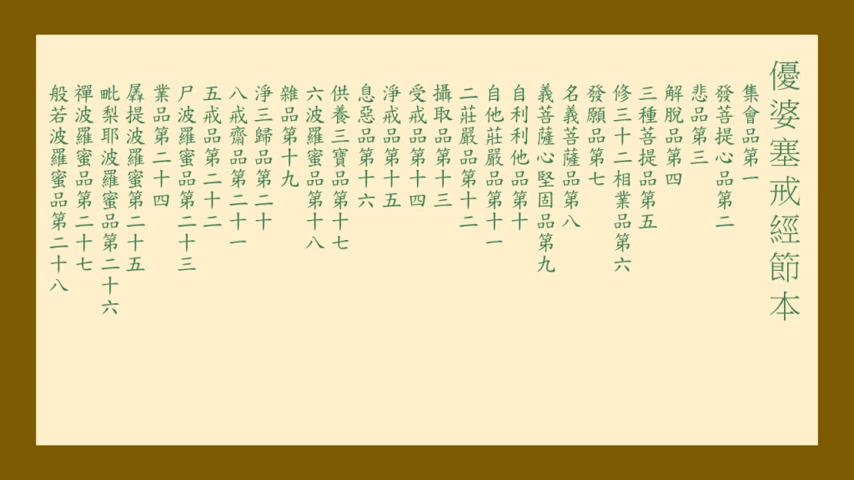 優婆塞戒經節本
集會品第一
發菩提心品第二
悲品第三
解脫品第四
三種菩提品第五
修三十二相業品第六
發願品第七
名義菩薩品第八
義菩薩心堅固品第九
自利利他品第十
自他莊嚴品第十一
二莊嚴品第十二
攝取品第十三
受戒品第十四
淨戒品第十五
息惡品第十六
供養三寶品第十七
六波羅蜜品第十八
雜品第十九
淨三歸品第二十
八戒齋品第二十一
五戒品第二十二
尸波羅蜜品第二十三
業品第二十四
羼提波羅蜜品第二十五
毗梨耶波羅蜜品第二十六
禪波羅蜜品第二十七
般若波羅蜜品第二十八